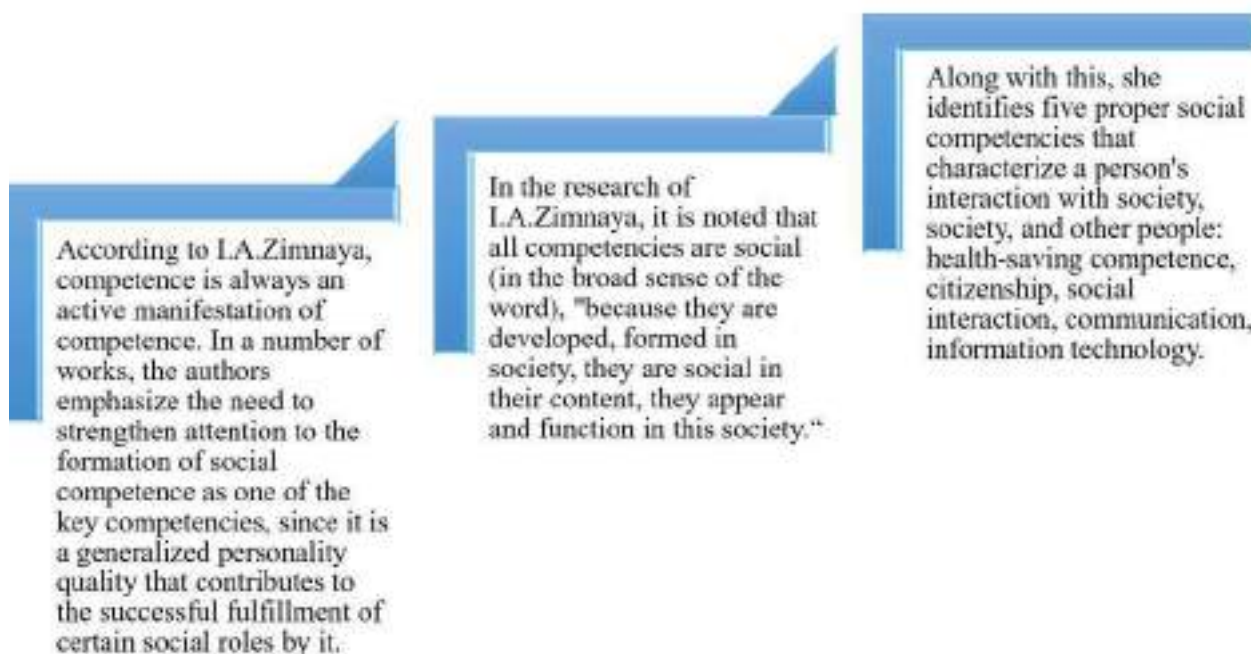 According to I.A.Zimnaya,
competence is always an
active manifestation of
competence. In a number of
works, the authors
emphasize the need to
strengthen attention to the
formation of social
competence as one of the
key competencies, since it is
a generalized personality
quality that contributes to
the successful fulfillment of
certain social roles by it.
In the research of
I.A.Zimnaya, it is noted that
all competencies are social
(in the broad sense of the
word), "because they are
developed, formed in
society, they are social in
their content, they appear
and function in this society.“
Along with this, she
identifies five proper social
competencies that
characterize a person's
interaction with society,
society, and other people:
health-saving competence,
citizenship, social
interaction, communication,
information technology.